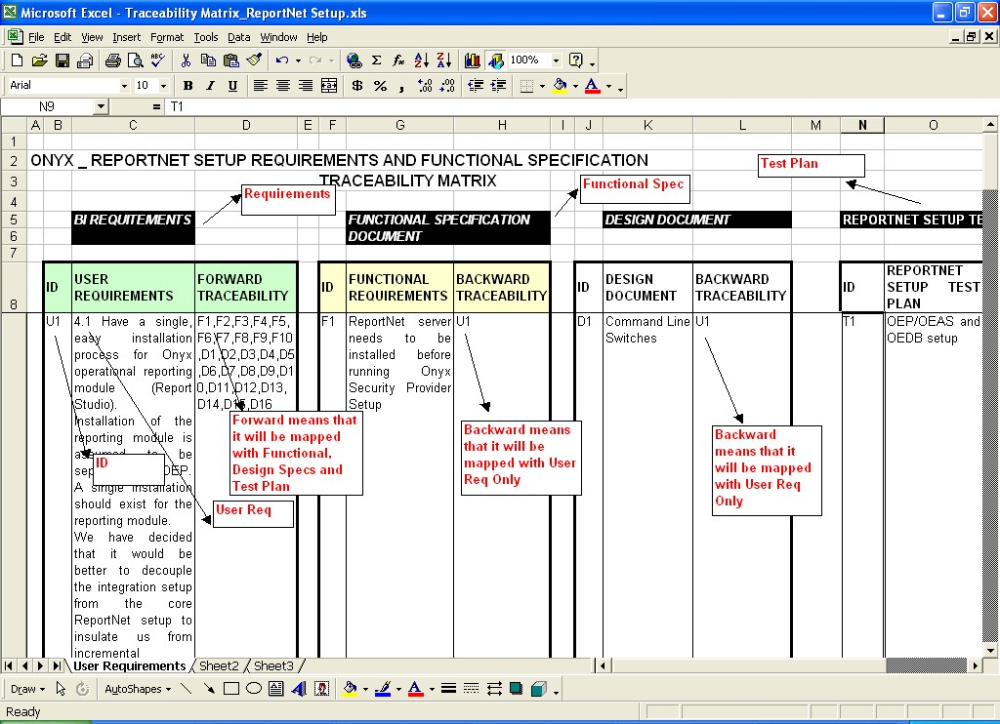 Microsoft Excel - Traceability Matrix_ReportNet Setup.xls
File Edit View Insert Format Tools Data Window Help
100%
Arial 10 B I U $ % ,
N9 = T1
A B C D E F G H I J K L M N O
1
2 ONYX _ REPORTNET SETUP REQUIREMENTS AND FUNCTIONAL SPECIFICATION
3 TRACEABILITY MATRIX
4
5
6
7
8
Requirements
Functional Spec
Test Plan
BI REQUITEMENTS
FUNCTIONAL SPECIFICATION
DOCUMENT
DESIGN DOCUMENT
REPORTNET SETUP TE
ID
USER
REQUIREMENTS
FORWARD
TRACEABILITY
ID
FUNCTIONAL
REQUIREMENTS
BACKWARD
TRACEABILITY
ID
DESIGN
DOCUMENT
BACKWARD
TRACEABILITY
ID
REPORTNET
SETUP TEST
PLAN
U1
4.1 Have a single,
easy installation
process for Onyx
operational reporting
module (Report
Studio).
Installation of the
reporting module is
be
sep OEP.
A single installation
should exist for the
reporting module.
We have decided
that it would be
better to decouple
the integration setup
from the core
ReportNet setup to
insulate us from
incremental
F1,F2,F3,F4,F5,
F6,F7,F8,F9,F10
,D1,D2,D3,D4,D5
,D6,D7,D8,D9,D1
0,D11,D12,D13,
D14,D15,D16
F1
ReportNet server
needs to be
installed before
running Onyx
Security Provider
Setup
U1
D1
Command Line
Switches
U1
T1
OEP/OEAS and
OEDB setup
ID
User Req
Forward means that
it will be mapped
with Functional,
Design Specs and
Test Plan
Backward means
that it will be
mapped with User
Req Only
Backward
means that it
will be mapped
with User Req
Only
User Requirements Sheet2 Sheet3
Draw AutoShapes
Ready